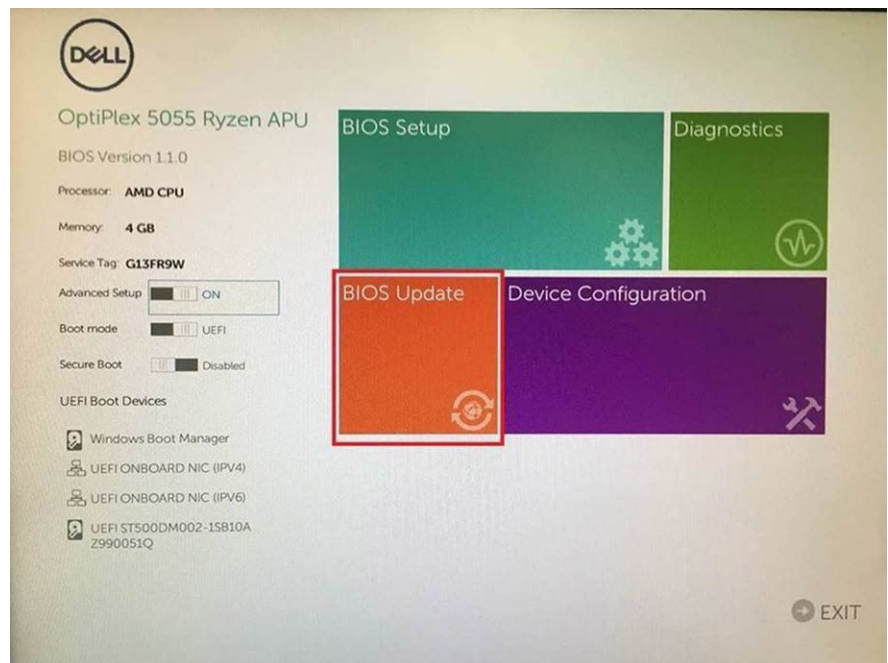 DELL
OptiPlex 5055 Ryzen APU
BIOS Version 1.1.0
Processor: AMD CPU
Memory: 4 GB
Service Tag: G13FR9W
Advanced Setup ON
Boot mode UEFI
Secure Boot Disabled
UEFI Boot Devices
Windows Boot Manager
UEFI ONBOARD NIC (IPV4)
UEFI ONBOARD NIC (IPV6)
UEFI ST500DM002-1SB10A
Z990051Q
BIOS Setup
Diagnostics
BIOS Update
Device Configuration
EXIT